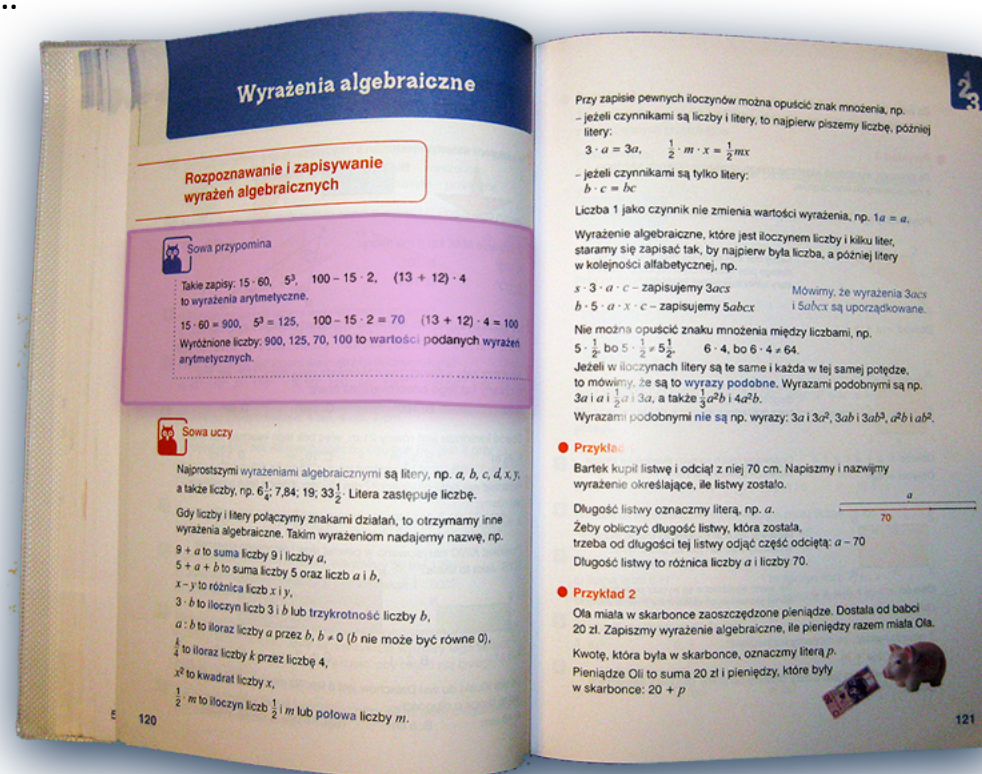 ..
Wyrażenia algebraiczne
Rozpoznawanie i zapisywanie
wyrażeń algebraicznych
Sowa przypomina
Takie zapisy: 15 · 60, 5³, 100 – 15 · 2, (13 + 12) · 4
to wyrażenia arytmetyczne.
15 · 60 = 900, 5³ = 125, 100 – 15 · 2 = 70 (13 + 12) · 4 = 100
Wyróżnione liczby: 900, 125, 70, 100 to wartości podanych wyrażeń
arytmetycznych.
Sowa uczy
Najprostszymi wyrażeniami algebraicznymi są litery, np. a, b, c, d, x, y,
a także liczby, np. 6 1/4; 7,84; 19; 33 1/2. Litera zastępuje liczbę.
Gdy liczby i litery połączymy znakami działań, to otrzymamy inne
wyrażenia algebraiczne. Takim wyrażeniom nadajemy nazwę, np.
9 + a to suma liczby 9 i liczby a,
5 + a + b to suma liczby 5 oraz liczb a i b,
x – y to różnica liczb x i y,
3 · b to iloczyn liczb 3 i b lub trzykrotność liczby b,
a : b to iloraz liczby a przez b, b ≠ 0 (b nie może być równe 0),
k/4 to iloraz liczby k przez liczbę 4,
x² to kwadrat liczby x,
1/2 · m to iloczyn liczb 1/2 i m lub połowa liczby m.
120
2
3
Przy zapisie pewnych iloczynów można opuścić znak mnożenia, np.
– jeżeli czynnikami są liczby i litery, to najpierw piszemy liczbę, później
litery:
3 · a = 3a, 1/2 · m · x = 1/2mx
– jeżeli czynnikami są tylko litery:
b · c = bc
Liczba 1 jako czynnik nie zmienia wartości wyrażenia, np. 1a = a.
Wyrażenie algebraiczne, które jest iloczynem liczby i kilku liter,
staramy się zapisać tak, by najpierw była liczba, a później litery
w kolejności alfabetycznej, np.
s · 3 · a · c – zapisujemy 3acs Mówimy, że wyrażenia 3acs
b · 5 · a · x · c – zapisujemy 5abcx i 5abcx są uporządkowane.
Nie można opuścić znaku mnożenia między liczbami, np.
5 · 1/2, bo 5 · 1/2 ≠ 5 1/2, 6 · 4, bo 6 · 4 ≠ 64.
Jeżeli w iloczynach litery są te same i każda w tej samej potędze,
to mówimy, że są to wyrazy podobne. Wyrazami podobnymi są np.
3a i a i 1/2a i 3a, a także 1/3a²b i 4a²b.
Wyrazami podobnymi nie są np. wyrazy: 3a i 3a², 3ab i 3ab², a²b i ab².
Przykład
Bartek kupił listwę i odciął z niej 70 cm. Napiszmy i nazwijmy
wyrażenie określające, ile listwy zostało.
a
70
Długość listwy oznaczmy literą, np. a.
Żeby obliczyć długość listwy, która została,
trzeba od długości tej listwy odjąć część odciętą: a – 70
Długość listwy to różnica liczby a i liczby 70.
Przykład 2
Ola miała w skarbonce zaoszczędzone pieniądze. Dostała od babci
20 zł. Zapiszmy wyrażenie algebraiczne, ile pieniędzy razem miała Ola.
Kwotę, która była w skarbonce, oznaczmy literą p.
Pieniądze Oli to suma 20 zł i pieniędzy, które były
w skarbonce: 20 + p
121